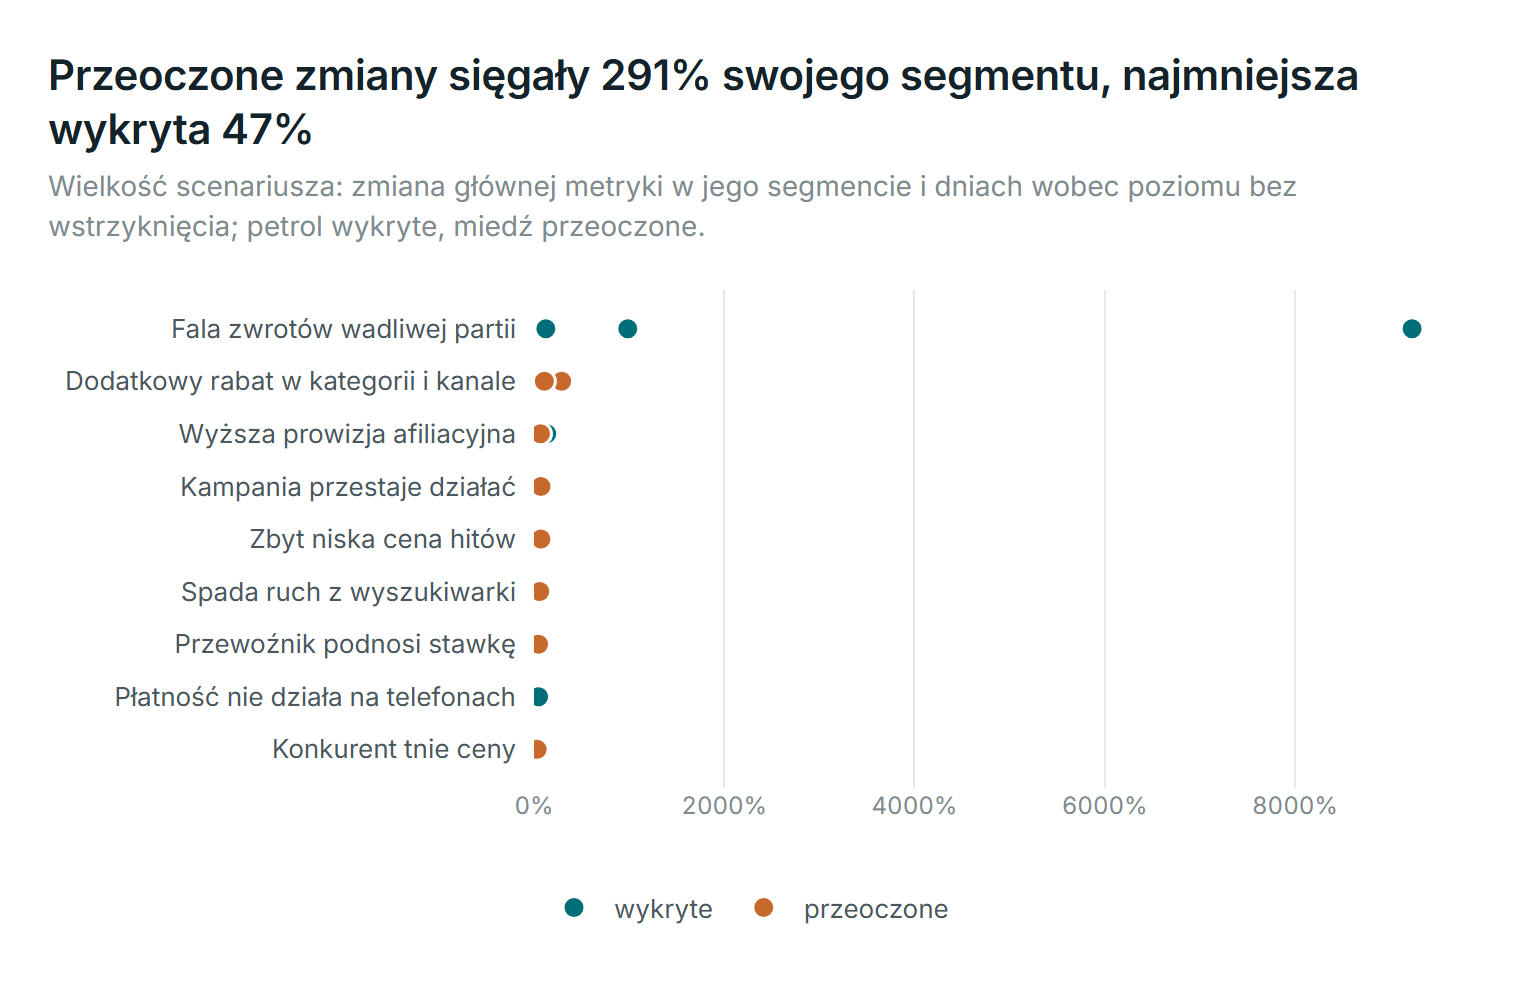 Przeoczone zmiany sięgały 291% swojego segmentu, najmniejsza
wykryta 47%
Wielkość scenariusza: zmiana głównej metryki w jego segmencie i dniach wobec poziomu bez
wstrzyknięcia; petrol wykryte, miedź przeoczone.
Fala zwrotów wadliwej partii
Dodatkowy rabat w kategorii i kanale
Wyższa prowizja afiliacyjna
Kampania przestaje działać
Zbyt niska cena hitów
Spada ruch z wyszukiwarki
Przewoźnik podnosi stawkę
Płatność nie działa na telefonach
Konkurent tnie ceny
0% 2000% 4000% 6000% 8000%
wykryte przeoczone